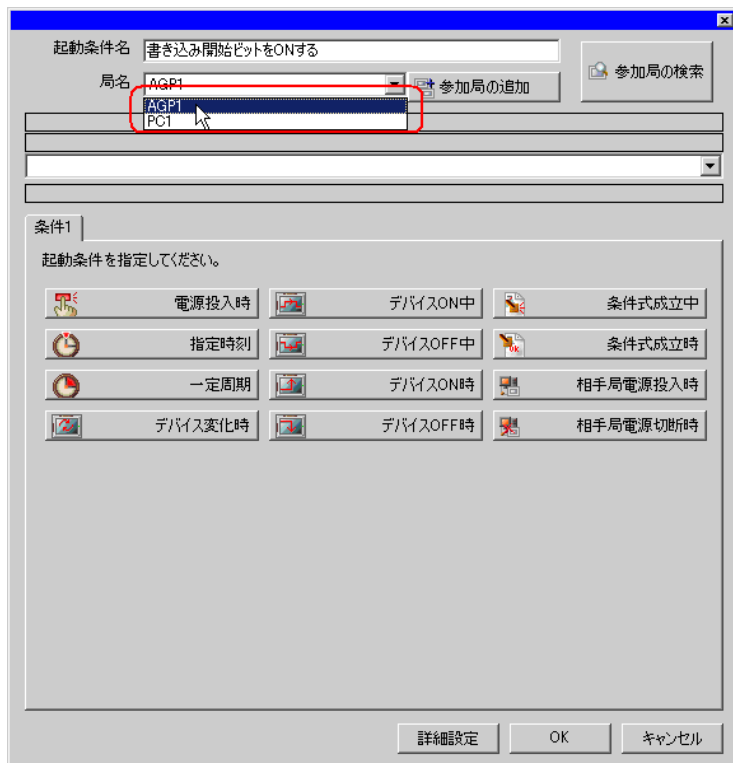 起動条件名 書き込み開始ビットをONする
局名 AGP1 参加局の追加 参加局の検索
AGP1
PC1
条件1
起動条件を指定してください。
電源投入時 デバイスON中 条件式成立中
指定時刻 デバイスOFF中 条件式成立時
一定周期 デバイスON時 相手局電源投入時
デバイス変化時 デバイスOFF時 相手局電源切断時
詳細設定 OK キャンセル